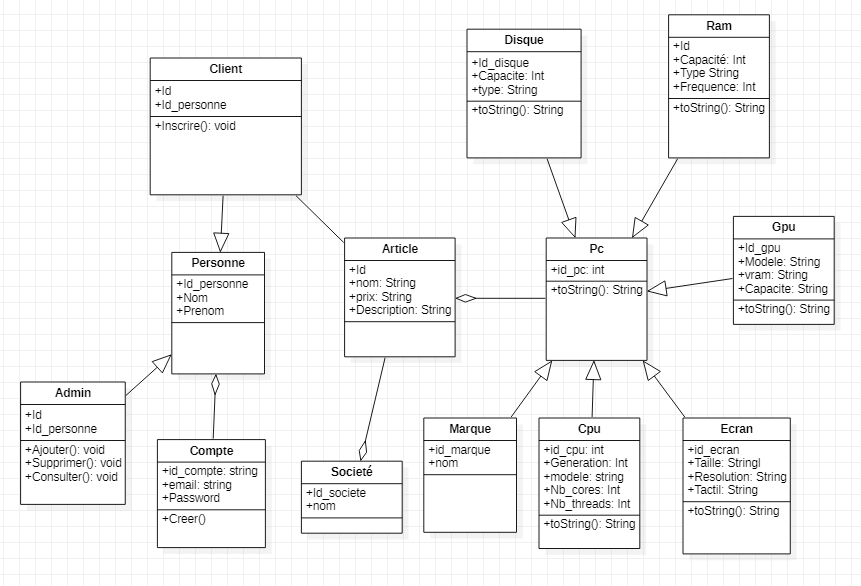 Client
+Id
+Id_personne
+Inscrire(): void
Disque
+Id_disque
+Capacite: Int
+type: String
+toString(): String
Ram
+Id
+Capacité: Int
+Type String
+Frequence: Int
+toString(): String
Personne
+Id_personne
+Nom
+Prenom
Article
+Id
+nom: String
+prix: String
+Description: String
Pc
+id_pc: int
+toString(): String
Gpu
+Id_gpu
+Modele: String
+vram: String
+Capacite: String
+toString(): String
Admin
+Id
+Id_personne
+Ajouter(): void
+Supprimer(): void
+Consulter(): void
Compte
+id_compte: string
+email: string
+Password
+Creer()
Societé
+Id_societe
+nom
Marque
+id_marque
+nom
Cpu
+id_cpu: int
+Generation: Int
+modele: string
+Nb_cores: Int
+Nb_threads: Int
+toString(): String
Ecran
+id_ecran
+Taille: Stringl
+Resolution: String
+Tactil: String
+toString(): String